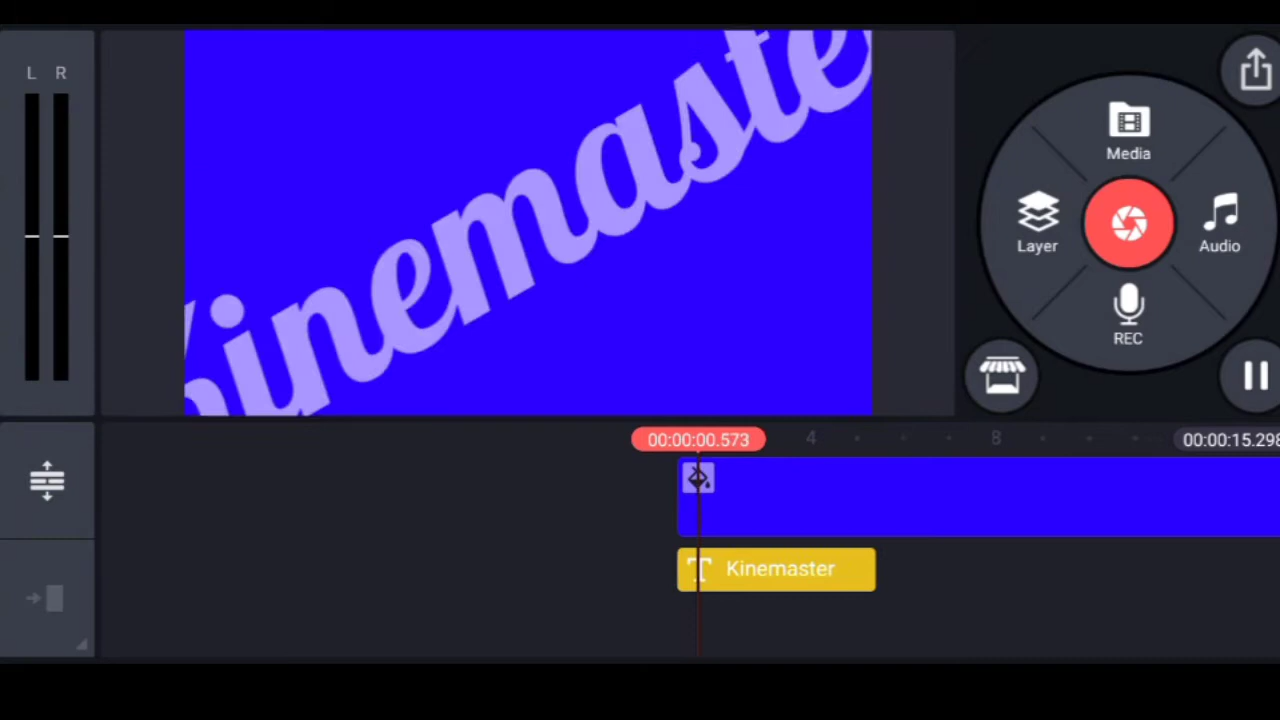 L R
Kinemaste
Media
Layer
Audio
REC
00:00:00.573
4
8
00:00:15.298
T Kinemaster